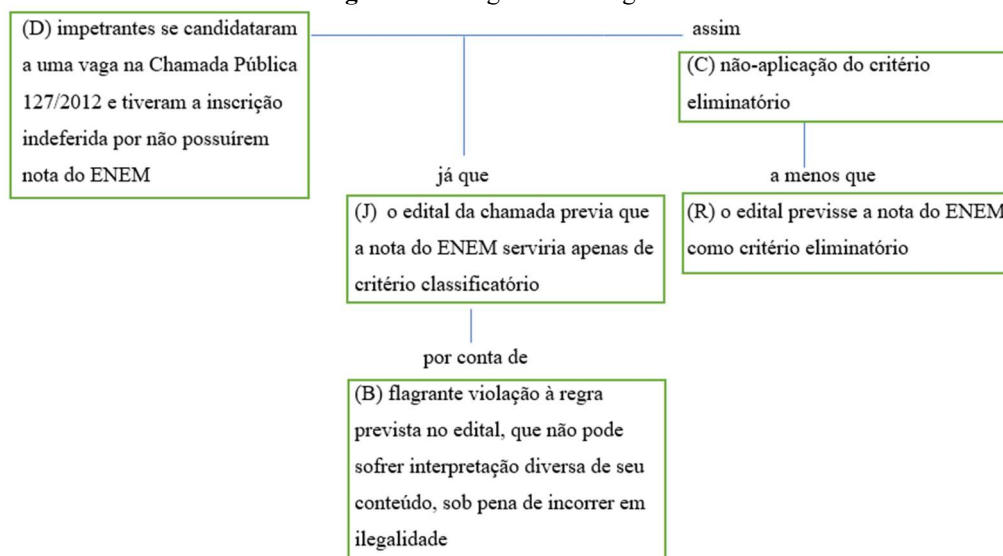 (D) impetrantes se candidataram
a uma vaga na Chamada Pública
127/2012 e tiveram a inscrição
indeferida por não possuírem
nota do ENEM
assim
(C) não-aplicação do critério
eliminatório
já que
a menos que
(J) o edital da chamada previa que
a nota do ENEM serviria apenas de
critério classificatório
(R) o edital previsse a nota do ENEM
como critério eliminatório
por conta de
(B) flagrante violação à regra
prevista no edital, que não pode
sofrer interpretação diversa de seu
conteúdo, sob pena de incorrer em
ilegalidade